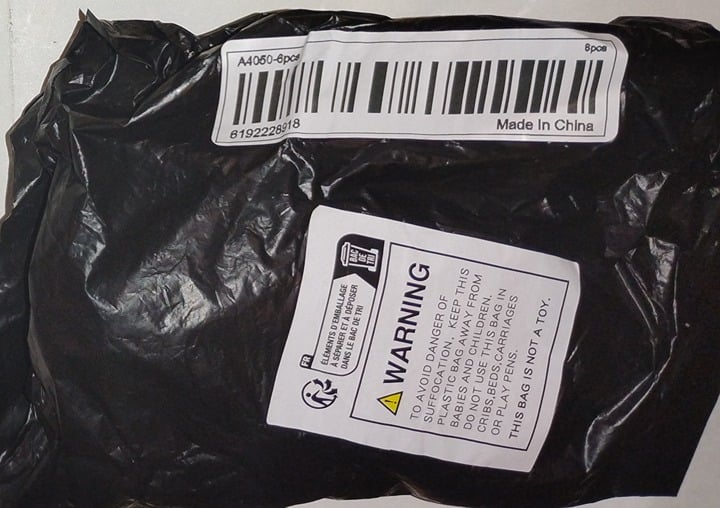 A4050-6pcs
6pcs
6192228918
Made In China
FR
ÉLÉMENTS D'EMBALLAGE
À SÉPARER ET À DÉPOSER
DANS LE BAC DE TRI
BAC
DE
TRI
WARNING
TO AVOID DANGER OF
SUFFOCATION, KEEP THIS
PLASTIC BAG AWAY FROM
BABIES AND CHILDREN.
DO NOT USE THIS BAG IN
CRIBS,BEDS,CARRIAGES
OR PLAY PENS.
THIS BAG IS NOT A TOY.